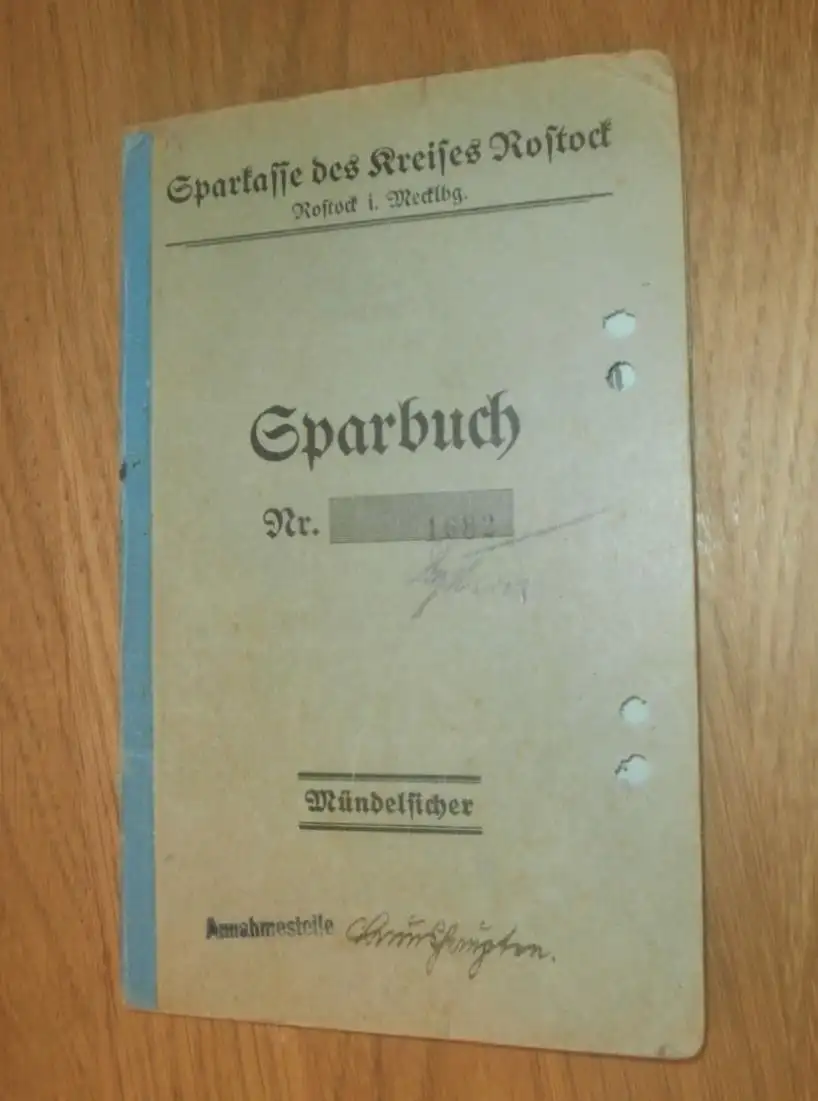 Sparkasse des Kreises Rostock
Rostock i. Mecklbg.
Sparbuch
Nr. 1682
Mündelsicher
Annahmestelle